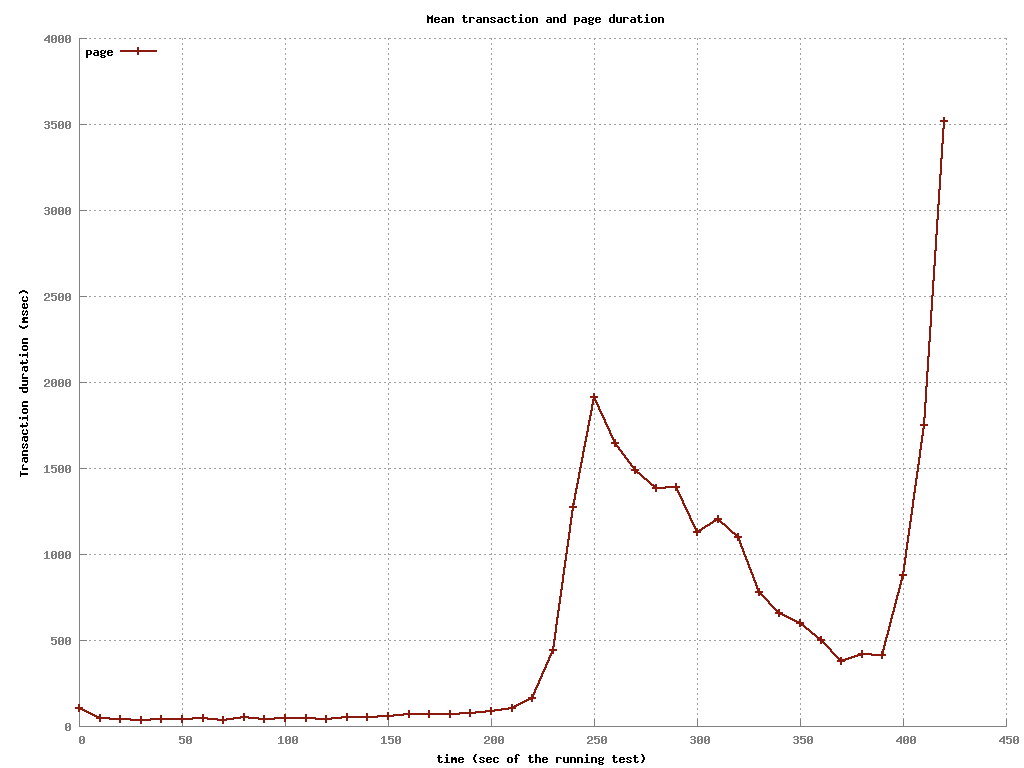 Mean transaction and page duration
page
4000
3500
3000
2500
2000
1500
1000
500
0
Transaction duration (msec)
0 50 100 150 200 250 300 350 400 450
time (sec of the running test)